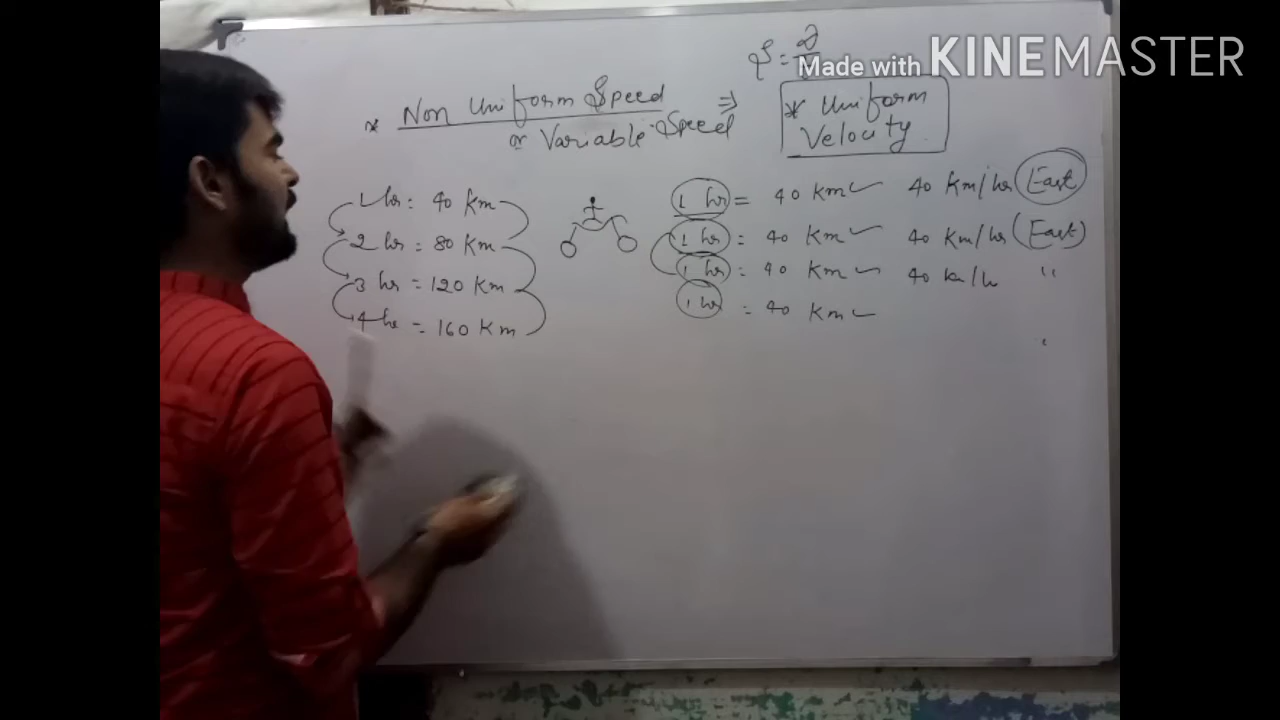 Made with KINEMASTER
* Non Uniform Speed ⇒
or Variable Speed
* Uniform
Velocity
1 hr = 40 Km
2 hr = 80 Km
3 hr = 120 Km
4 hr = 160 Km
1 hr = 40 Km ✓ 40 Km/hr East
1 hr = 40 Km ✓ 40 Km/hr (East)
1 hr = 40 Km ✓ 40 km/h "
1 hr = 40 Km ✓